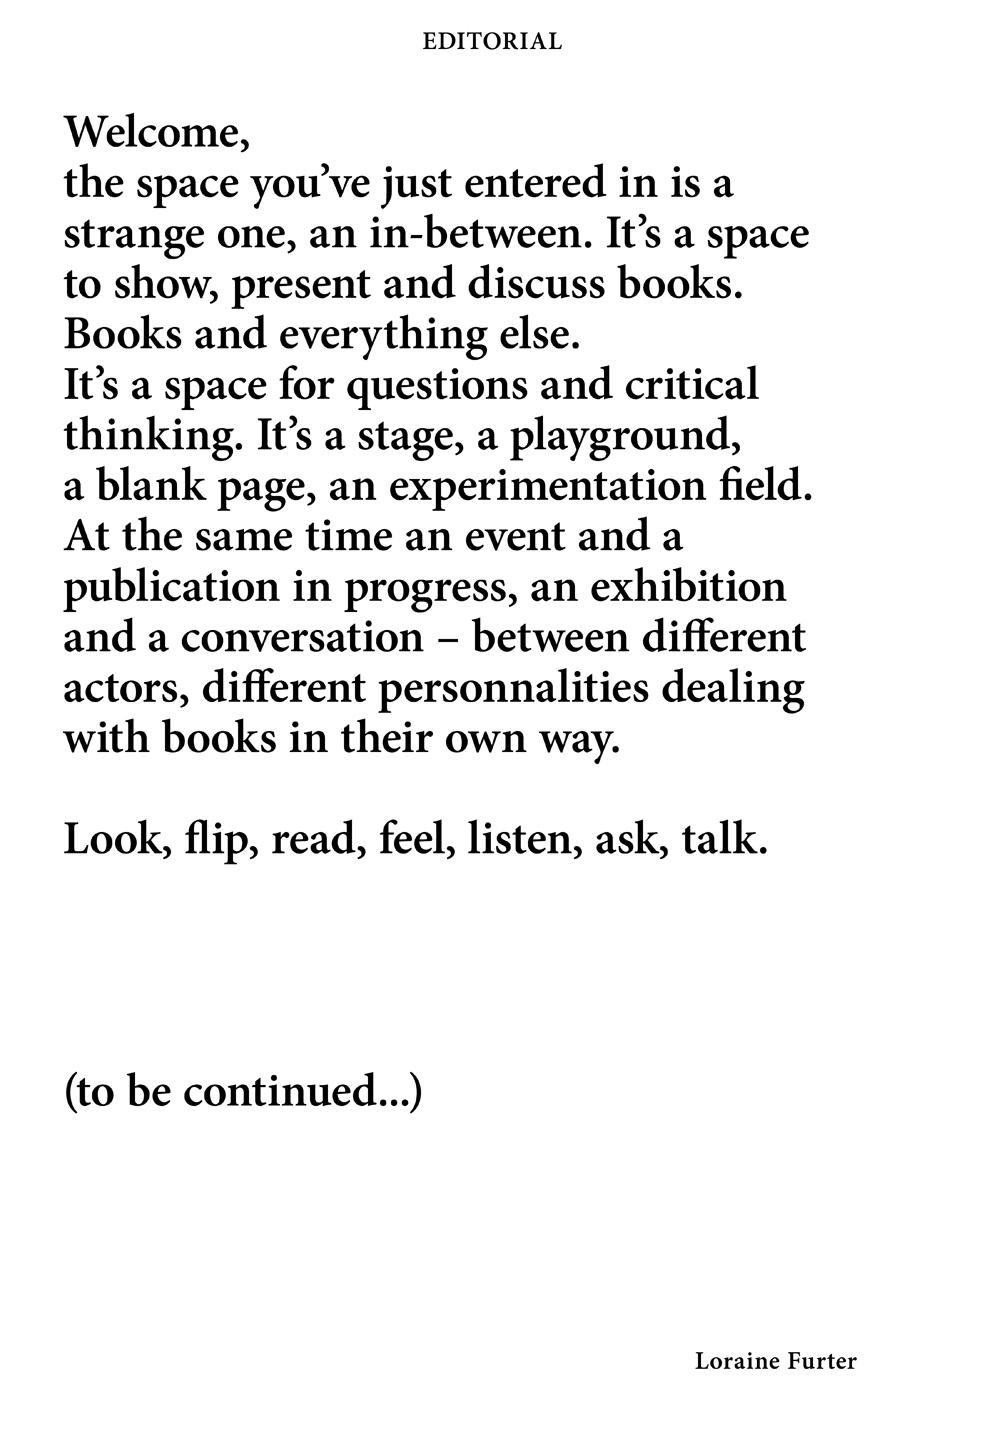 EDITORIAL
Welcome,
the space you’ve just entered in is a
strange one, an in-between. It’s a space
to show, present and discuss books.
Books and everything else.
It’s a space for questions and critical
thinking. It’s a stage, a playground,
a blank page, an experimentation field.
At the same time an event and a
publication in progress, an exhibition
and a conversation – between different
actors, different personnalities dealing
with books in their own way.
Look, flip, read, feel, listen, ask, talk.
(to be continued...)
Loraine Furter